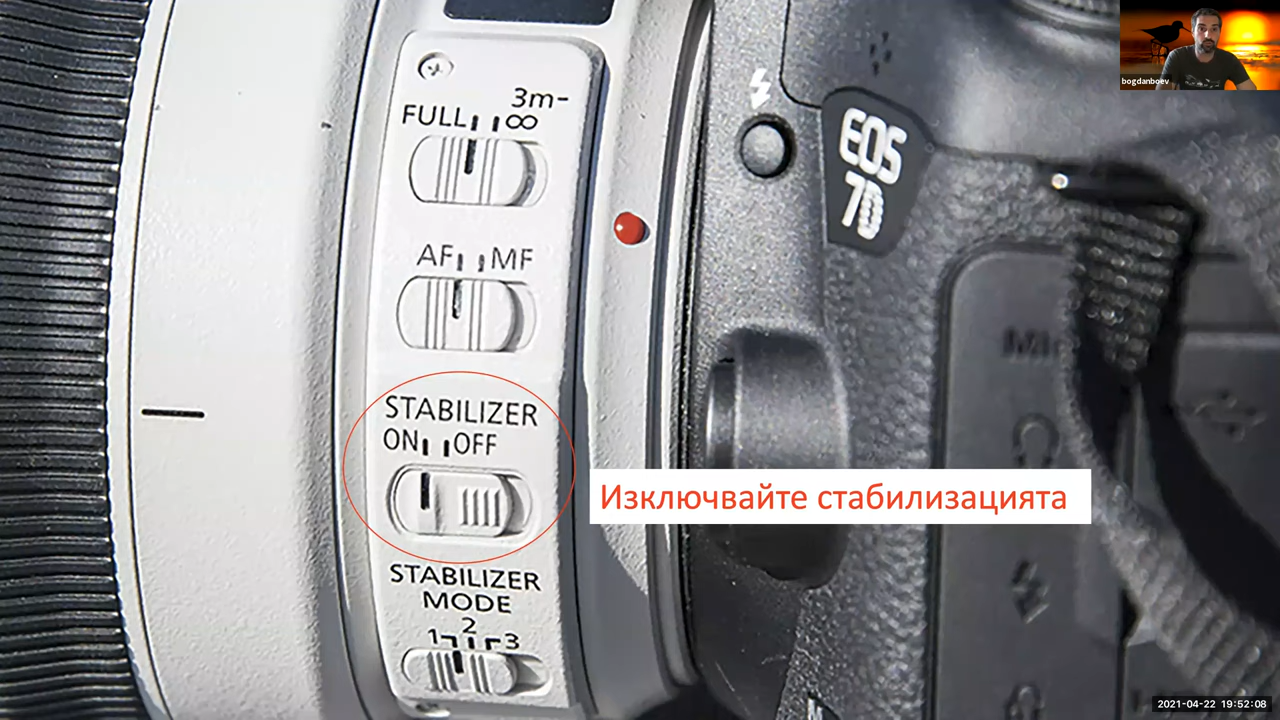 bogdanboev
3m-
FULL ∞
EOS
7D
AF MF
STABILIZER
ON OFF
Изключвайте стабилизацията
STABILIZER
MODE
2
1 3
2021-04-22 19:52:08